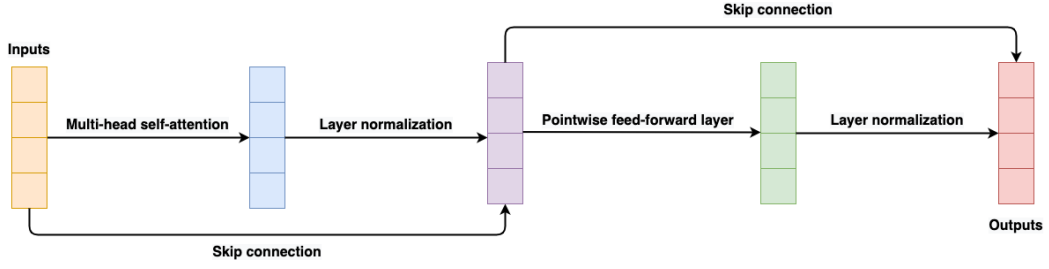 Skip connection
Inputs
Multi-head self-attention
Layer normalization
Pointwise feed-forward layer
Layer normalization
Outputs
Skip connection